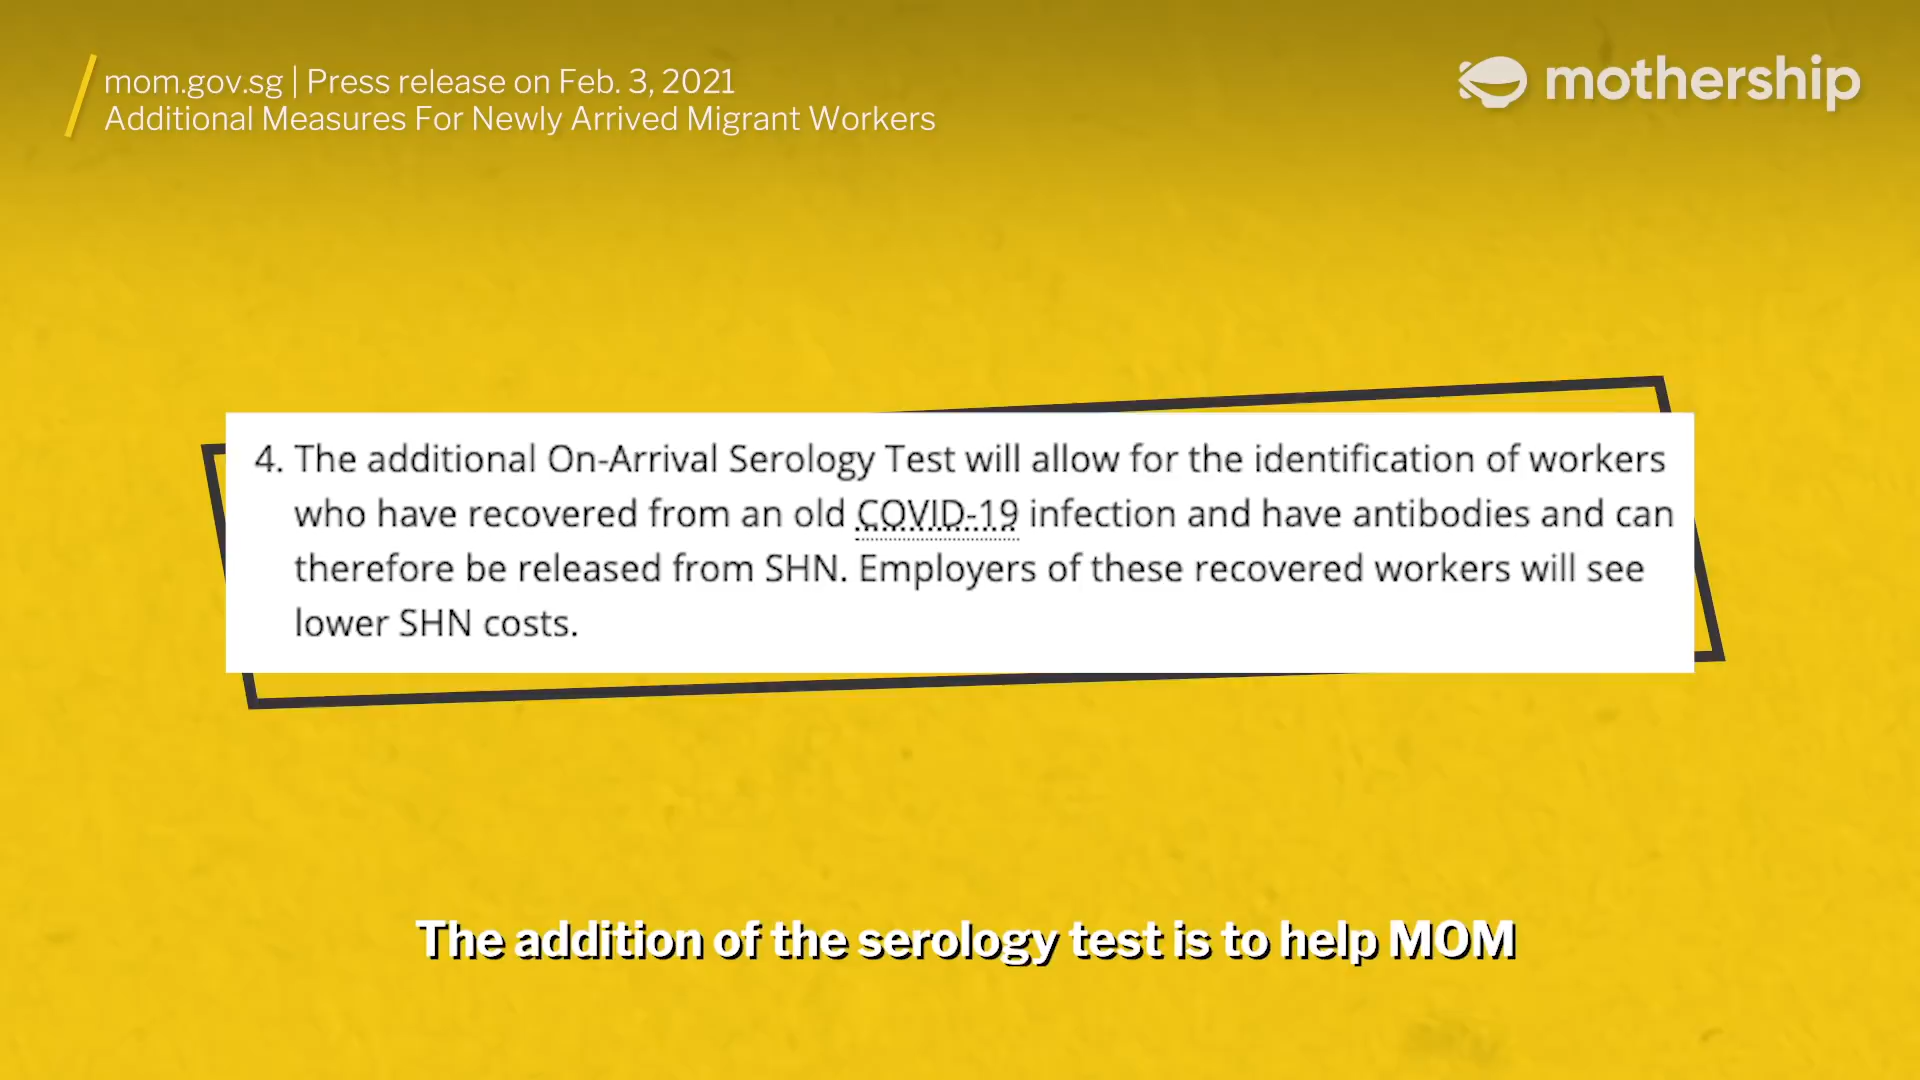 mom.gov.sg | Press release on Feb. 3, 2021
Additional Measures For Newly Arrived Migrant Workers
mothership
4. The additional On-Arrival Serology Test will allow for the identification of workers
who have recovered from an old COVID-19 infection and have antibodies and can
therefore be released from SHN. Employers of these recovered workers will see
lower SHN costs.
The addition of the serology test is to help MOM